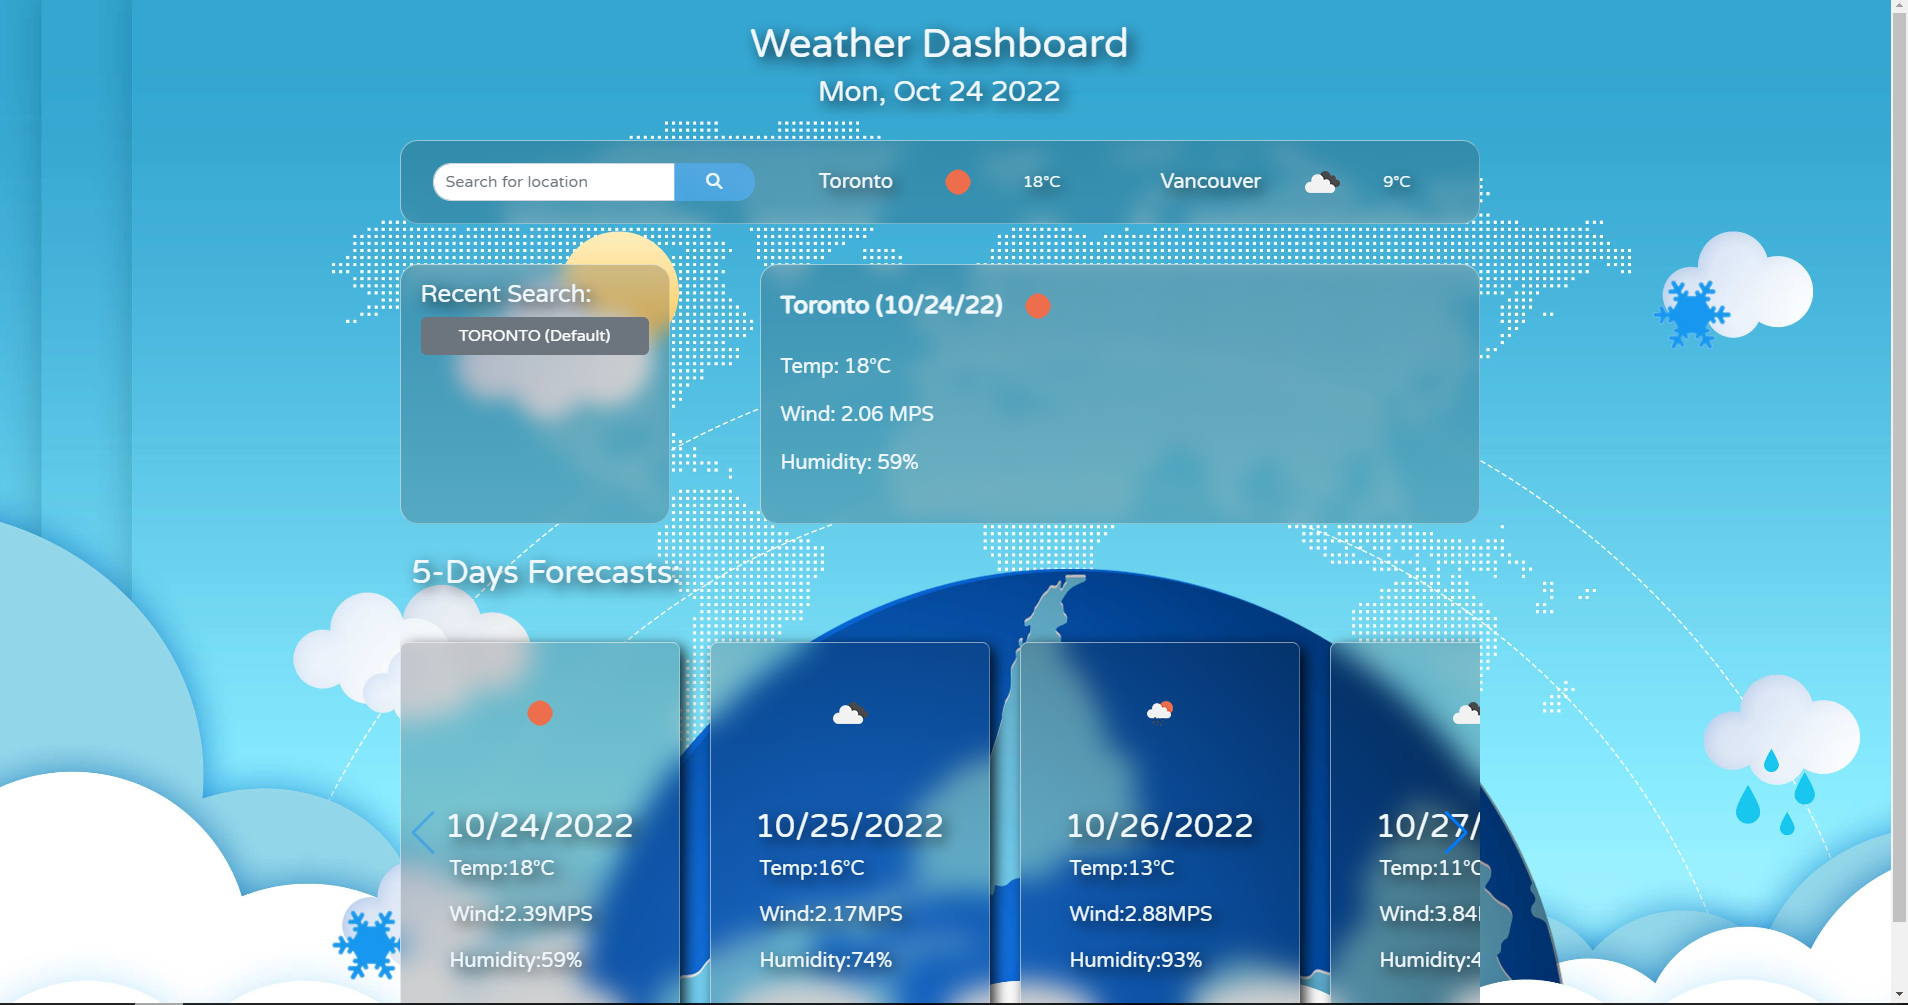 Weather Dashboard
Mon, Oct 24 2022
Search for location
Toronto 18°C Vancouver 9°C
Recent Search:
TORONTO (Default)
Toronto (10/24/22)
Temp: 18°C
Wind: 2.06 MPS
Humidity: 59%
5-Days Forecasts:
10/24/2022
Temp:18°C
Wind:2.39MPS
Humidity:59%
10/25/2022
Temp:16°C
Wind:2.17MPS
Humidity:74%
10/26/2022
Temp:13°C
Wind:2.88MPS
Humidity:93%
10/27/
Temp:11°C
Wind:3.84
Humidity:4